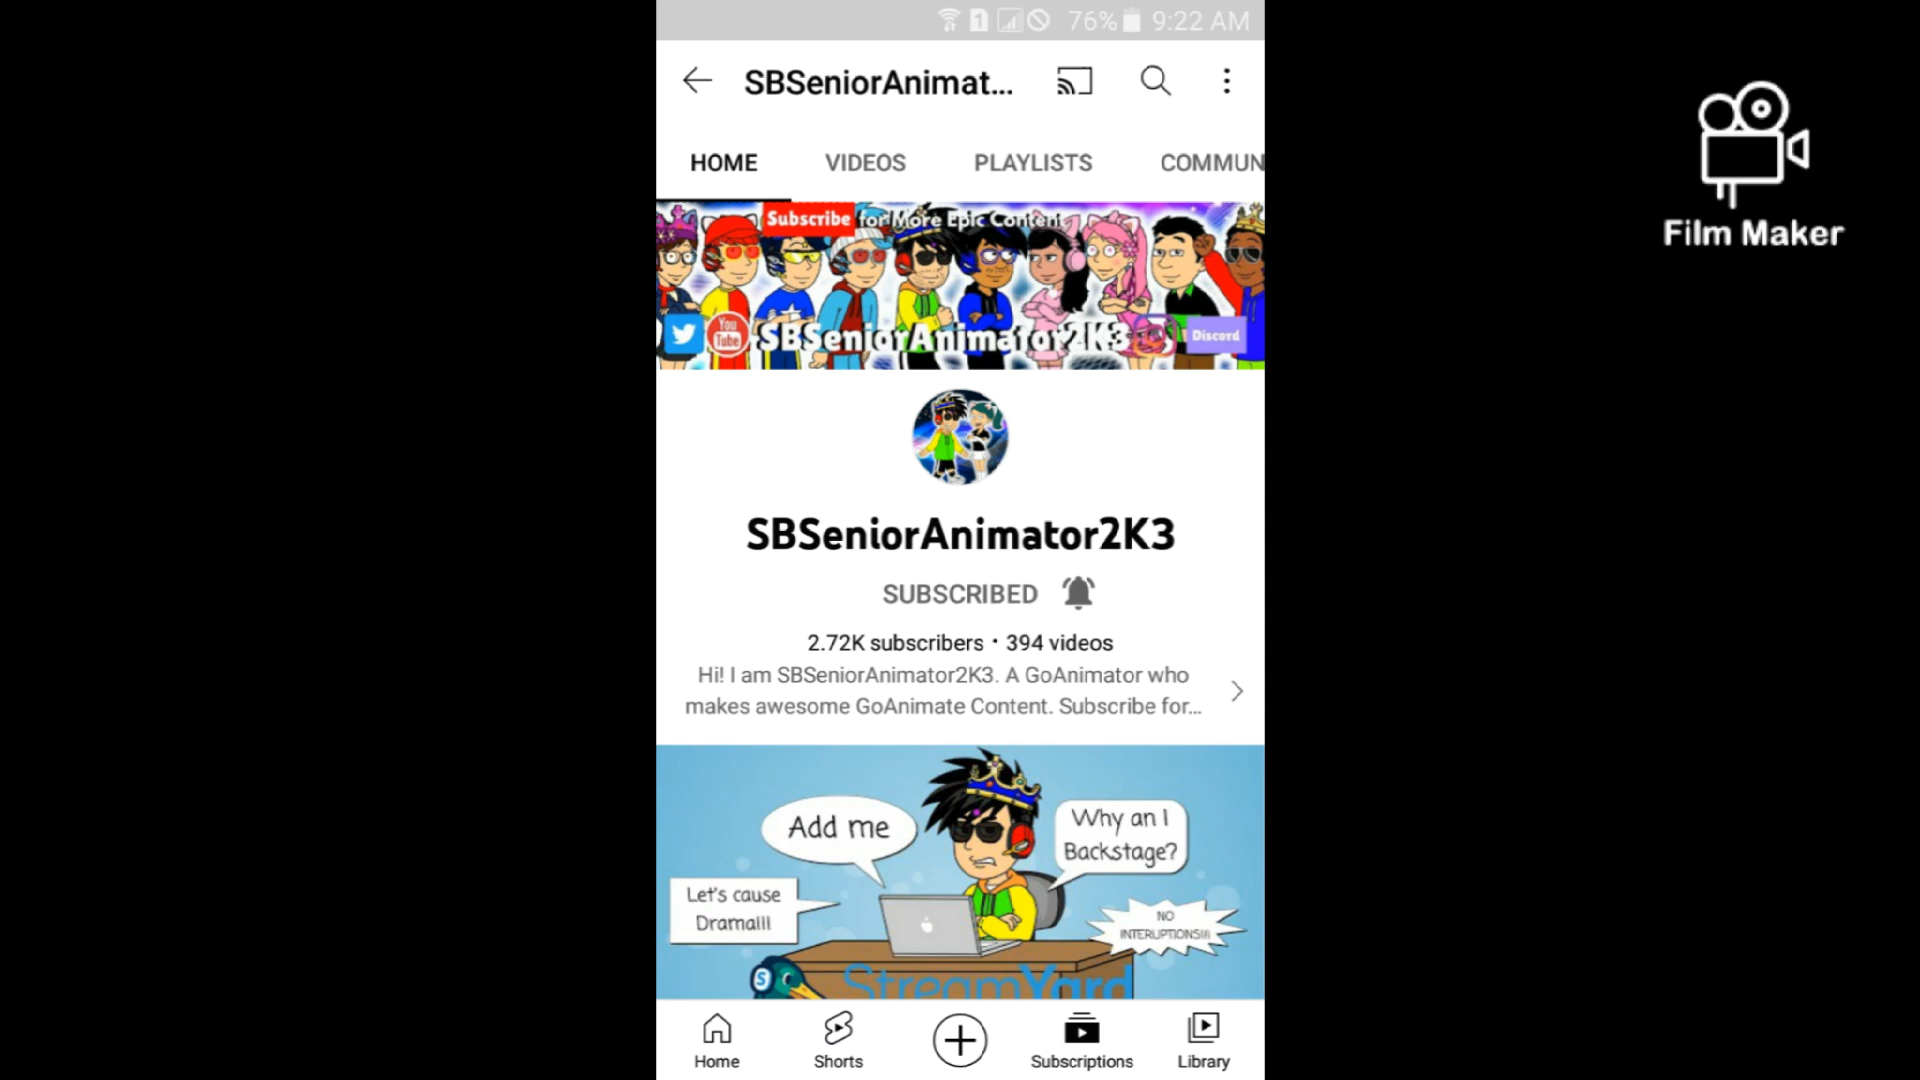 76% 9:22 AM
SBSeniorAnimat...
HOME VIDEOS PLAYLISTS COMMUN
Film Maker
Subscribe for More Epic Content
You
Tube
SBSeniorAnimator2K3
Discord
SBSeniorAnimator2K3
SUBSCRIBED
2.72K subscribers · 394 videos
Hi! I am SBSeniorAnimator2K3. A GoAnimator who
makes awesome GoAnimate Content. Subscribe for...
Add me
Why an I
Backstage?
Let's cause
Drama!!!
NO
INTERUPTIONS!!!
S
StreamYard
Home Shorts Subscriptions Library